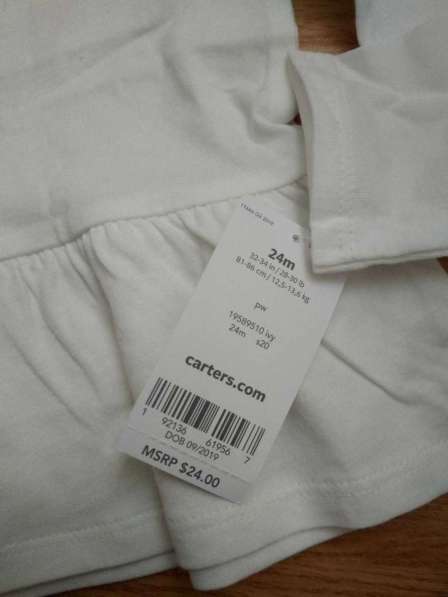 24m
32-34 in / 28-30 lb
81-86 cm / 12,5-13,6 kg
pw
19589510 ivy
24m s20
carters.com
1 92136 61956 7
DOB 09/2019
MSRP $24.00